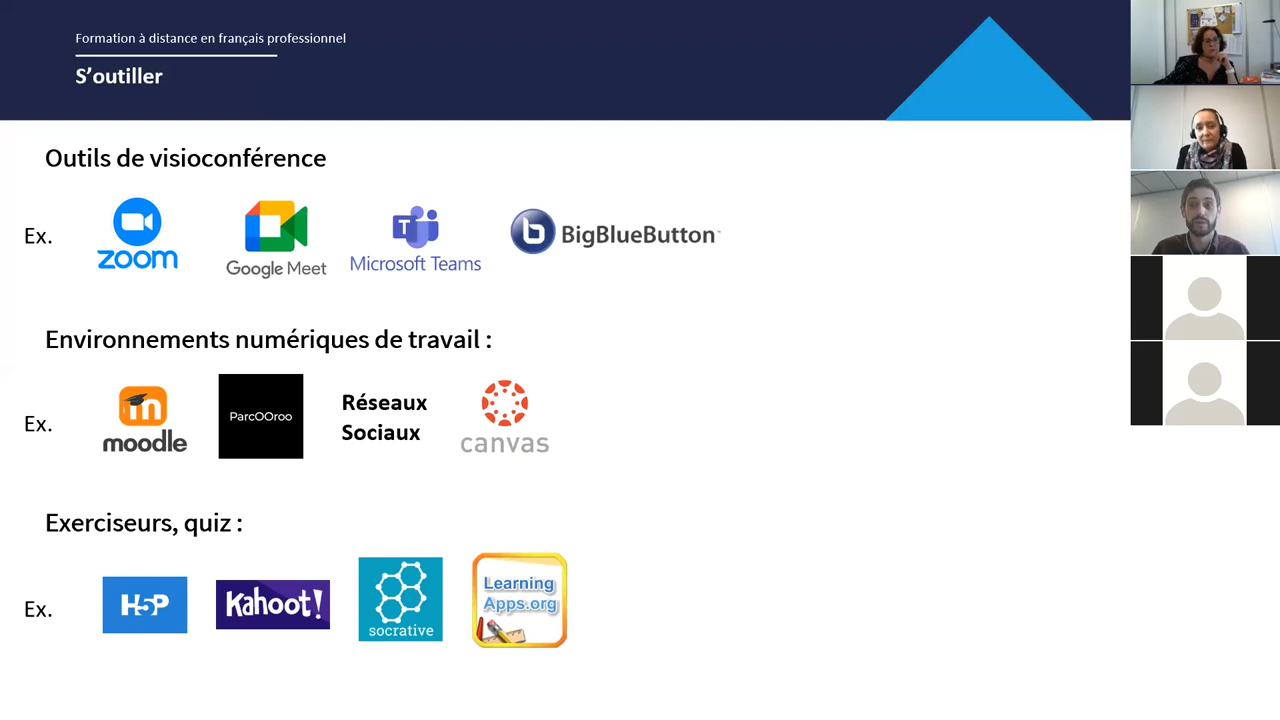 Formation à distance en français professionnel
S’outiller
Outils de visioconférence
Ex.
zoom
Google Meet
T
Microsoft Teams
b
BigBlueButton™
Environnements numériques de travail :
Ex.
m
moodle
ParcOOroo
Réseaux
Sociaux
canvas
Exerciseurs, quiz :
Ex.
H5P
Kahoot!
socrative
Learning
Apps.org